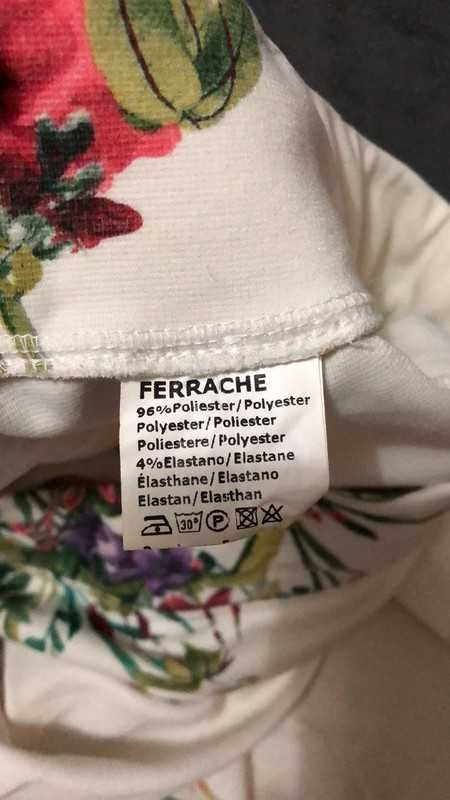 FERRACHE
96%Poliester/Polyester
Polyester/Poliester
Poliestere/Polyester
4%Elastano/Elastane
Élasthane/Elastano
Elastan/Elasthan
30° P